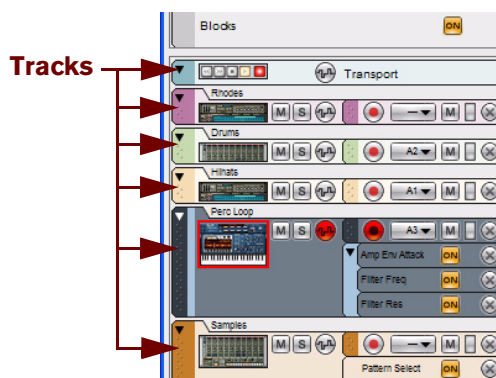 Blocks ON
Tracks
Transport
Rhodes
M S M
Drums
M S A2 M
Hihats
M S A1 M
Perc Loop
M S A3 M
Amp Env Attack ON
Filter Freq ON
Filter Res ON
Samples
M S M
Pattern Select ON